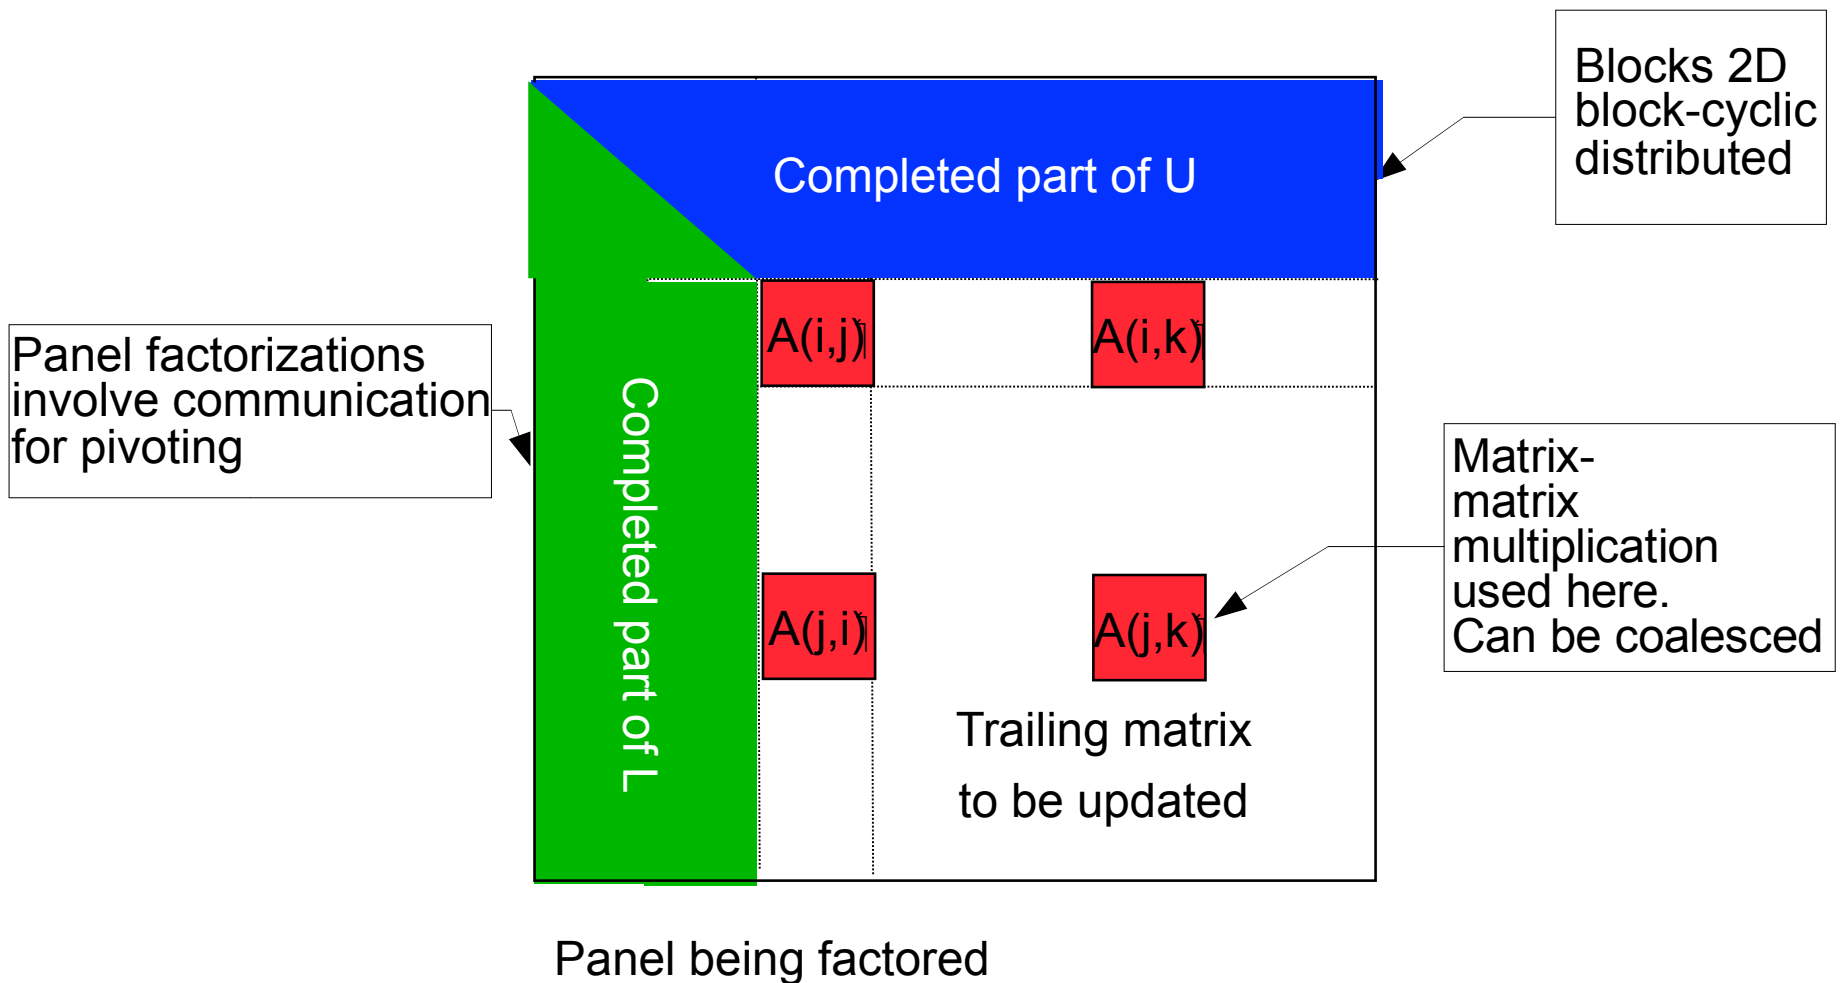 Blocks 2D
block-cyclic
distributed
Completed part of U
A(i,j)
A(i,k)
Panel factorizations
involve communication
for pivoting
Completed part of L
Matrix-
matrix
multiplication
used here.
Can be coalesced
A(j,i)
A(j,k)
Trailing matrix
to be updated
Panel being factored